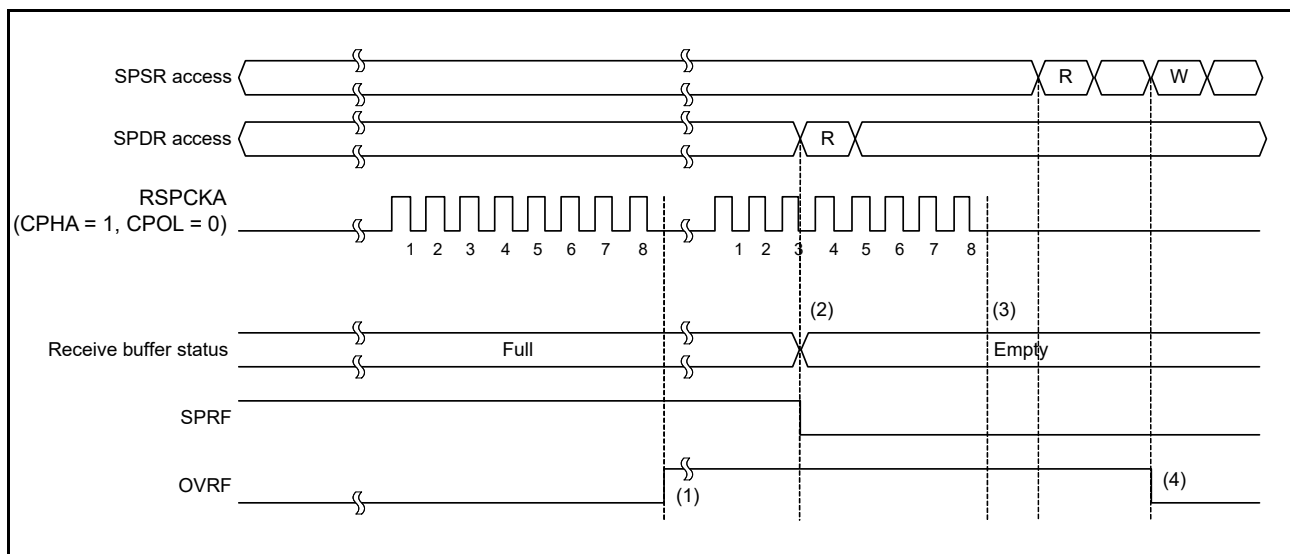 SPSR access
R
W
SPDR access
R
RSPCKA
(CPHA = 1, CPOL = 0)
1 2 3 4 5 6 7 8
1 2 3 4 5 6 7 8
(2)
(3)
Receive buffer status
Full
Empty
SPRF
OVRF
(1)
(4)